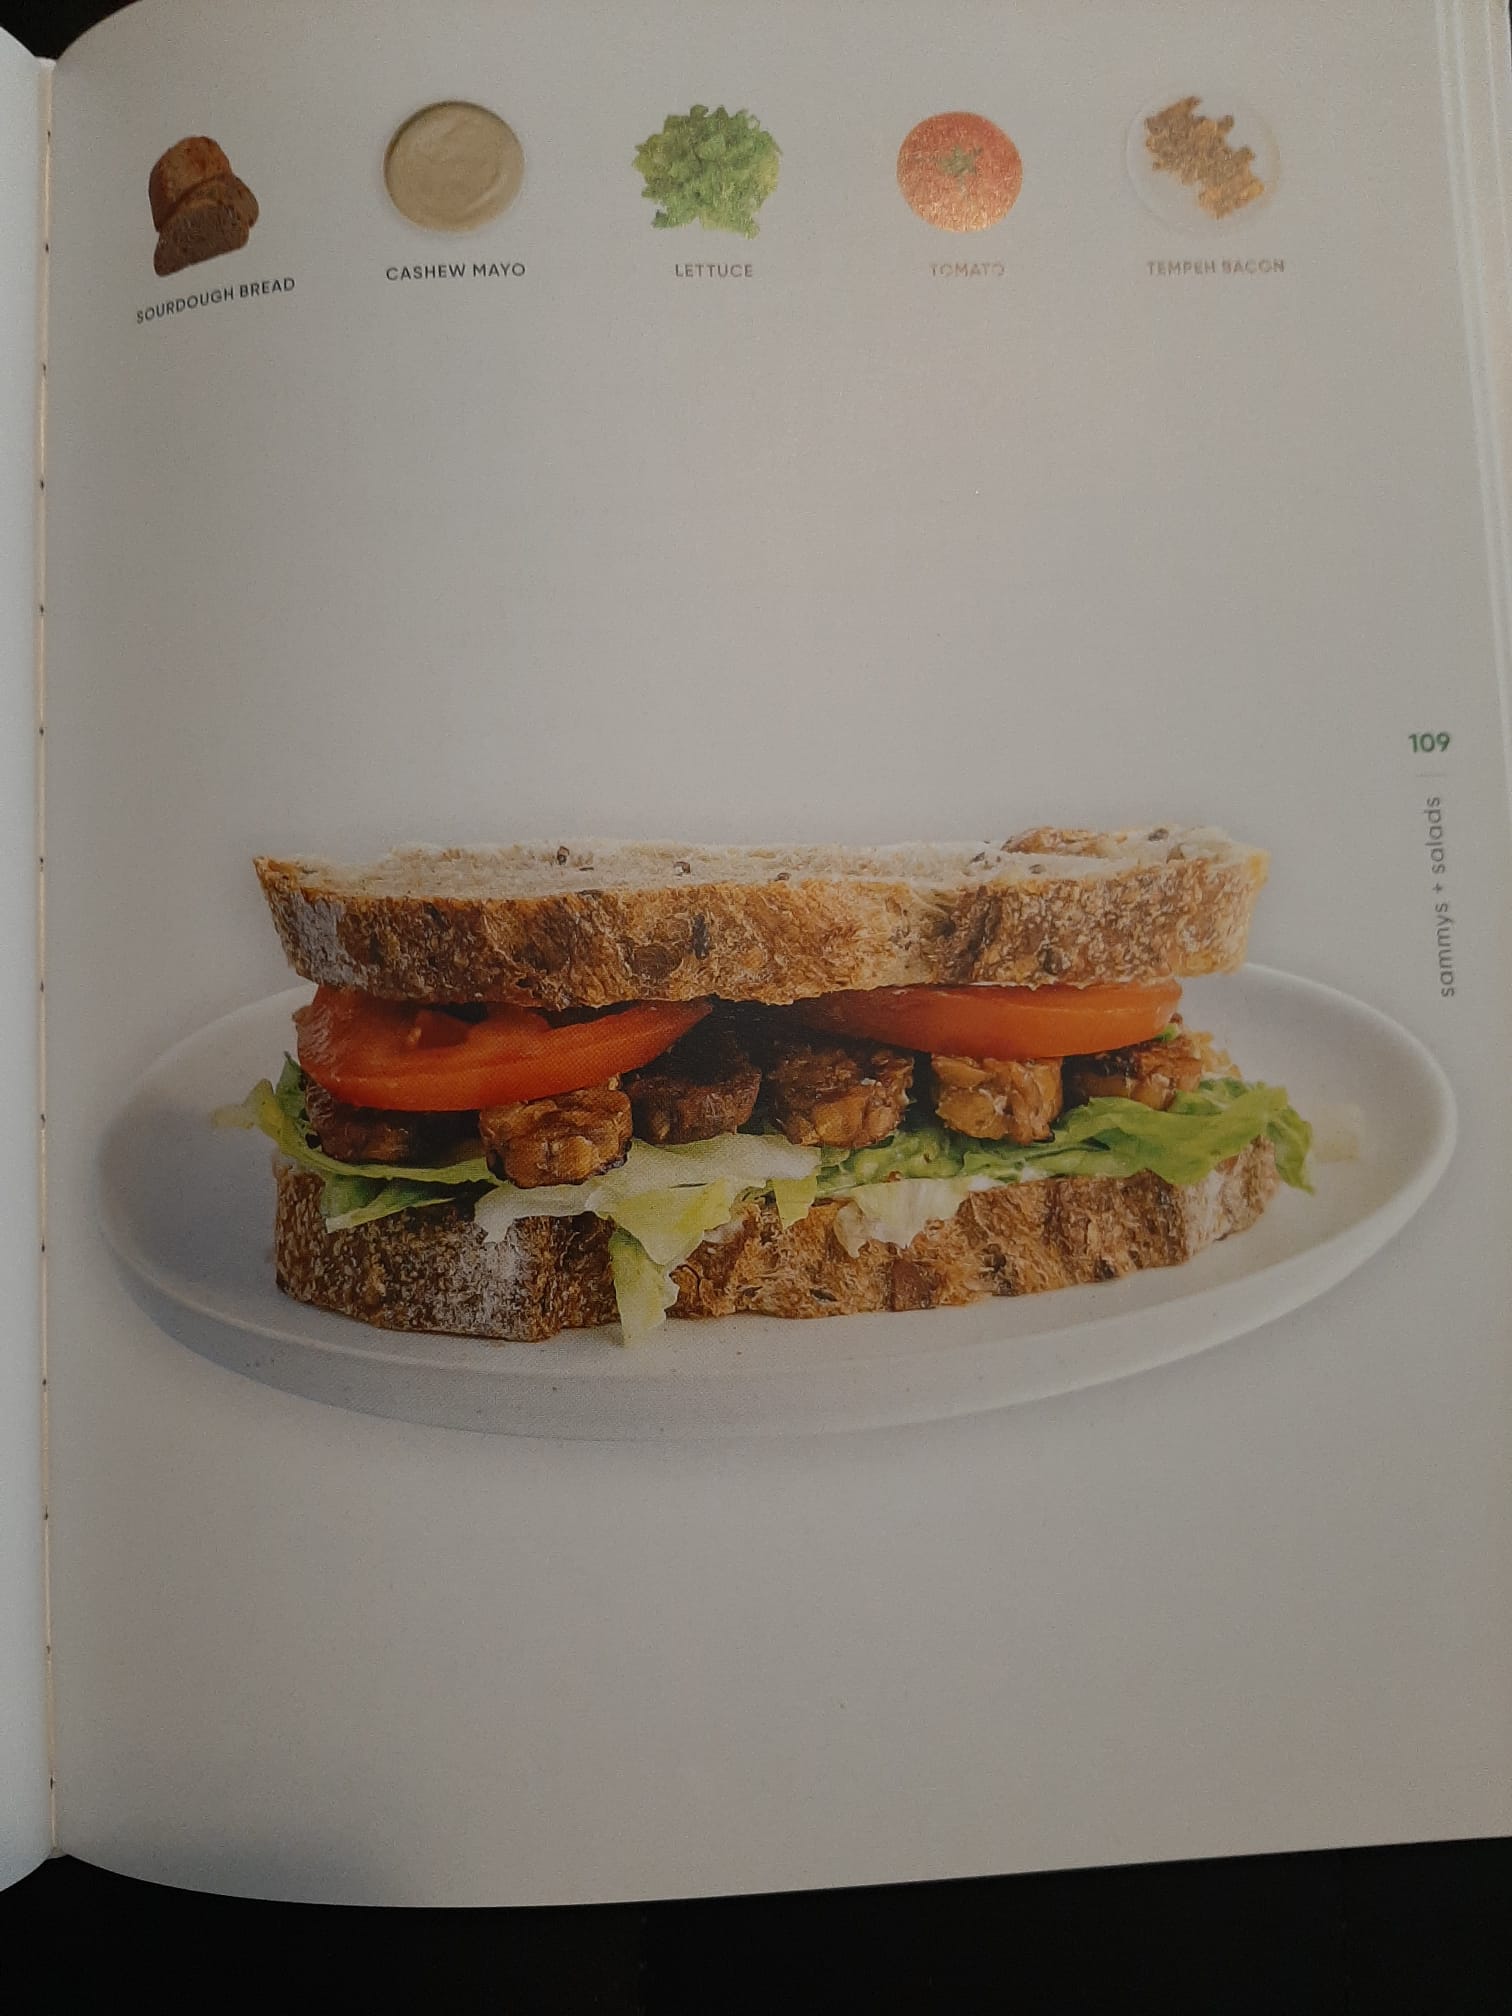 SOURDOUGH BREAD
CASHEW MAYO
LETTUCE
TOMATO
TEMPEH BACON
109
sammys + salads